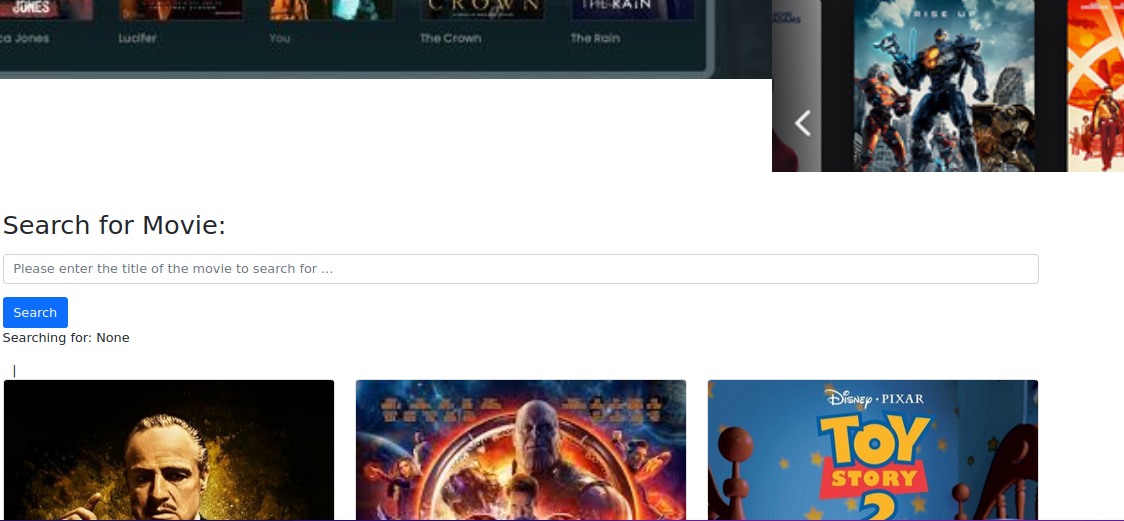 JONES
CROWN
THE RAIN
ca Jones
Lucifer
You
The Crown
The Rain
RISE UP
Search for Movie:
Please enter the title of the movie to search for ...
Search
Searching for: None
|
DISNEY · PIXAR
TOY
STORY
2